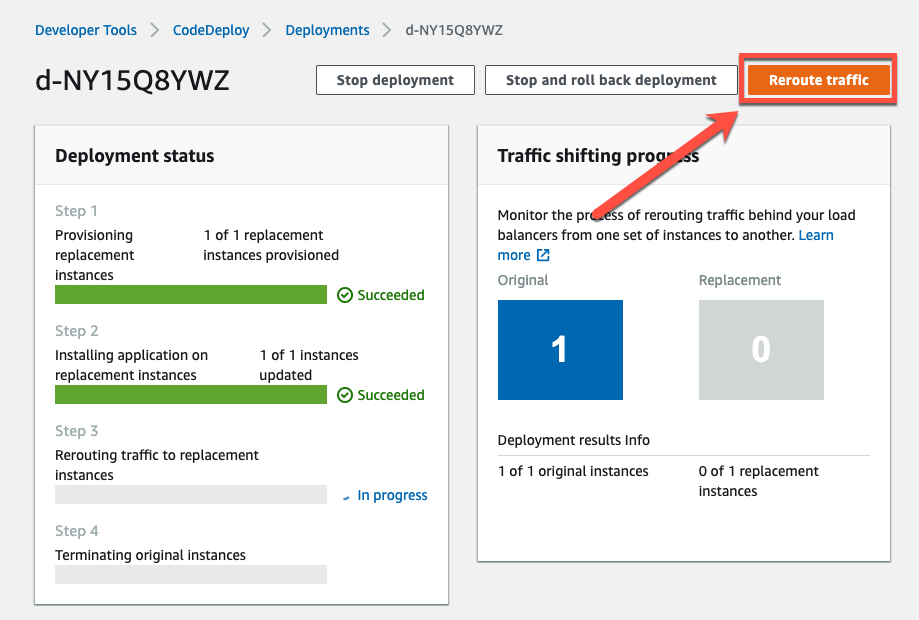 Developer Tools > CodeDeploy > Deployments > d-NY15Q8YWZ
d-NY15Q8YWZ
Stop deployment
Stop and roll back deployment
Reroute traffic
Deployment status
Step 1
Provisioning
replacement
instances
1 of 1 replacement
instances provisioned
Succeeded
Step 2
Installing application on
replacement instances
1 of 1 instances
updated
Succeeded
Step 3
Rerouting traffic to replacement
instances
In progress
Step 4
Terminating original instances
Traffic shifting progress
Monitor the process of rerouting traffic behind your load
balancers from one set of instances to another. Learn
more
Original
Replacement
1
0
Deployment results Info
1 of 1 original instances
0 of 1 replacement
instances